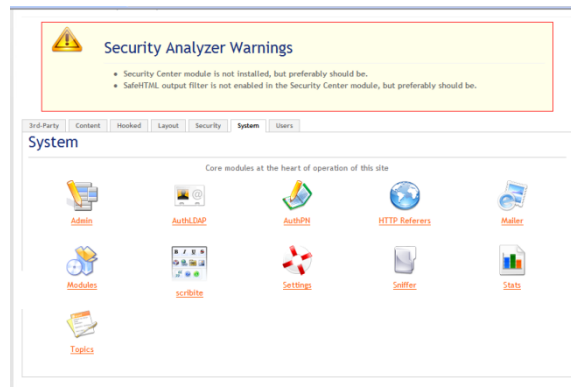 Security Analyzer Warnings
Security Center module is not installed, but preferably should be.
SafeHTML output filter is not enabled in the Security Center module, but preferably should be.
3rd-Party Content Hooked Layout Security System Users
System
Core modules at the heart of operation of this site
Admin AuthLDAP AuthPN HTTP Referers Mailer
B I U S
Modules scribite Settings Sniffer Stats
Topics